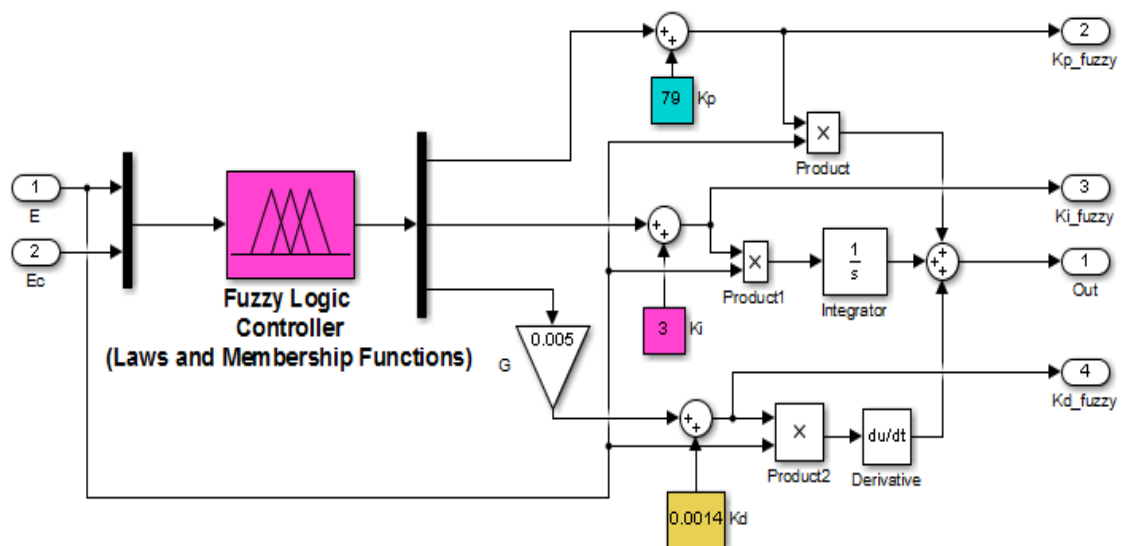 2
Kp_fuzzy
79
Kp
×
Product
1
E
3
Ki_fuzzy
2
Ec
×
Product1
1
s
Integrator
1
Out
Fuzzy Logic
Controller
(Laws and Membership Functions)
3
Ki
0.005
G
4
Kd_fuzzy
×
Product2
du/dt
Derivative
0.0014
Kd